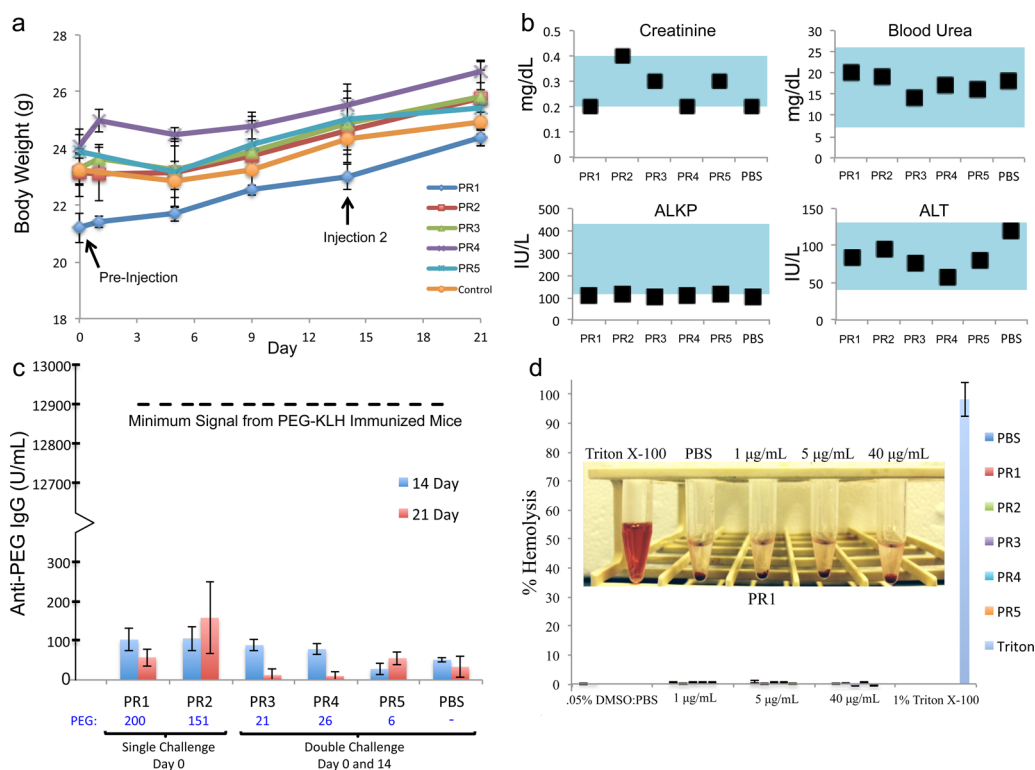 a
Body Weight (g)
28
26
24
22
20
18
0
3
6
9
12
15
18
21
Day
Pre-Injection
Injection 2
PR1
PR2
PR3
PR4
PR5
Control
b
Creatinine
mg/dL
0.5
0.4
0.3
0.2
0.1
0
PR1 PR2 PR3 PR4 PR5 PBS
Blood Urea
mg/dL
30
25
20
15
10
5
0
PR1 PR2 PR3 PR4 PR5 PBS
ALKP
IU/L
500
400
300
200
100
0
PR1 PR2 PR3 PR4 PR5 PBS
ALT
IU/L
150
100
50
0
PR1 PR2 PR3 PR4 PR5 PBS
c
Anti-PEG IgG (U/mL)
13000
12900
12700
300
200
100
0
Minimum Signal from PEG-KLH Immunized Mice
14 Day
21 Day
PR1 PR2 PR3 PR4 PR5 PBS
PEG: 200 151 21 26 6 -
Single Challenge
Day 0
Double Challenge
Day 0 and 14
d
% Hemolysis
100
90
80
70
60
50
40
30
20
10
0
Triton X-100 PBS 1 μg/mL 5 μg/mL 40 μg/mL
PR1
.05% DMSO:PBS 1 μg/mL 5 μg/mL 40 μg/mL 1% Triton X-100
PBS
PR1
PR2
PR3
PR4
PR5
Triton